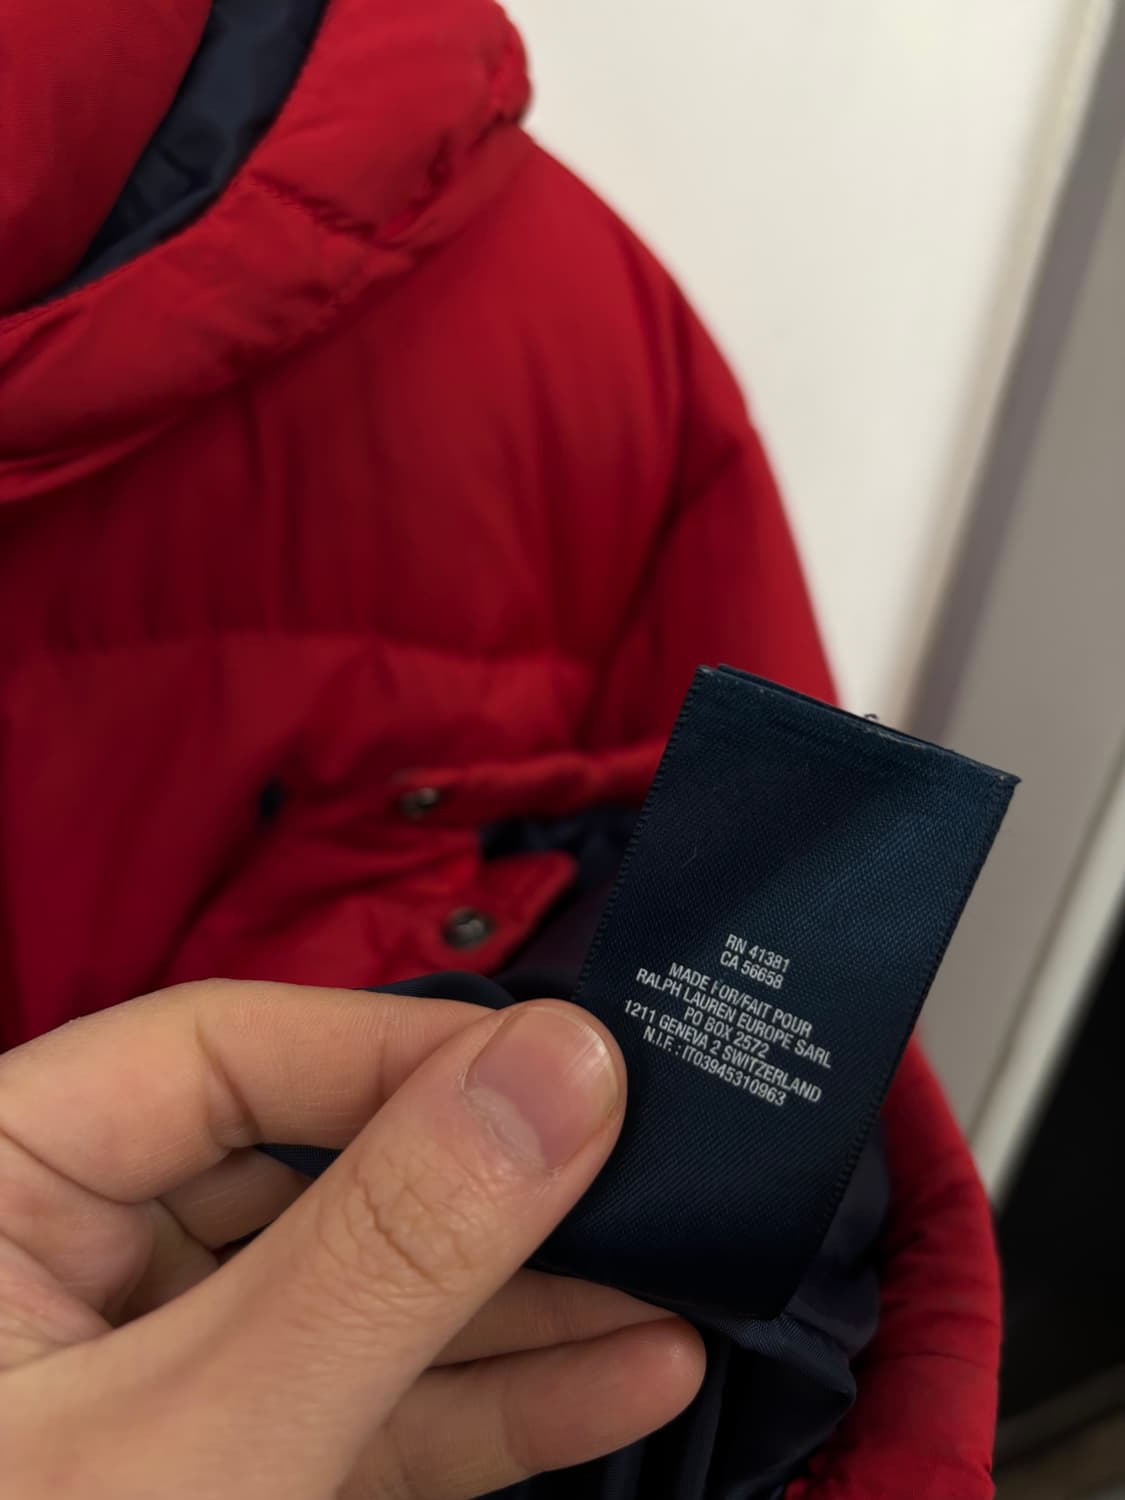 RN 41381
CA 56658
MADE FOR/FAIT POUR
RALPH LAUREN EUROPE SARL
PO BOX 2572
1211 GENEVA 2 SWITZERLAND
N.I.F. : IT03945310963